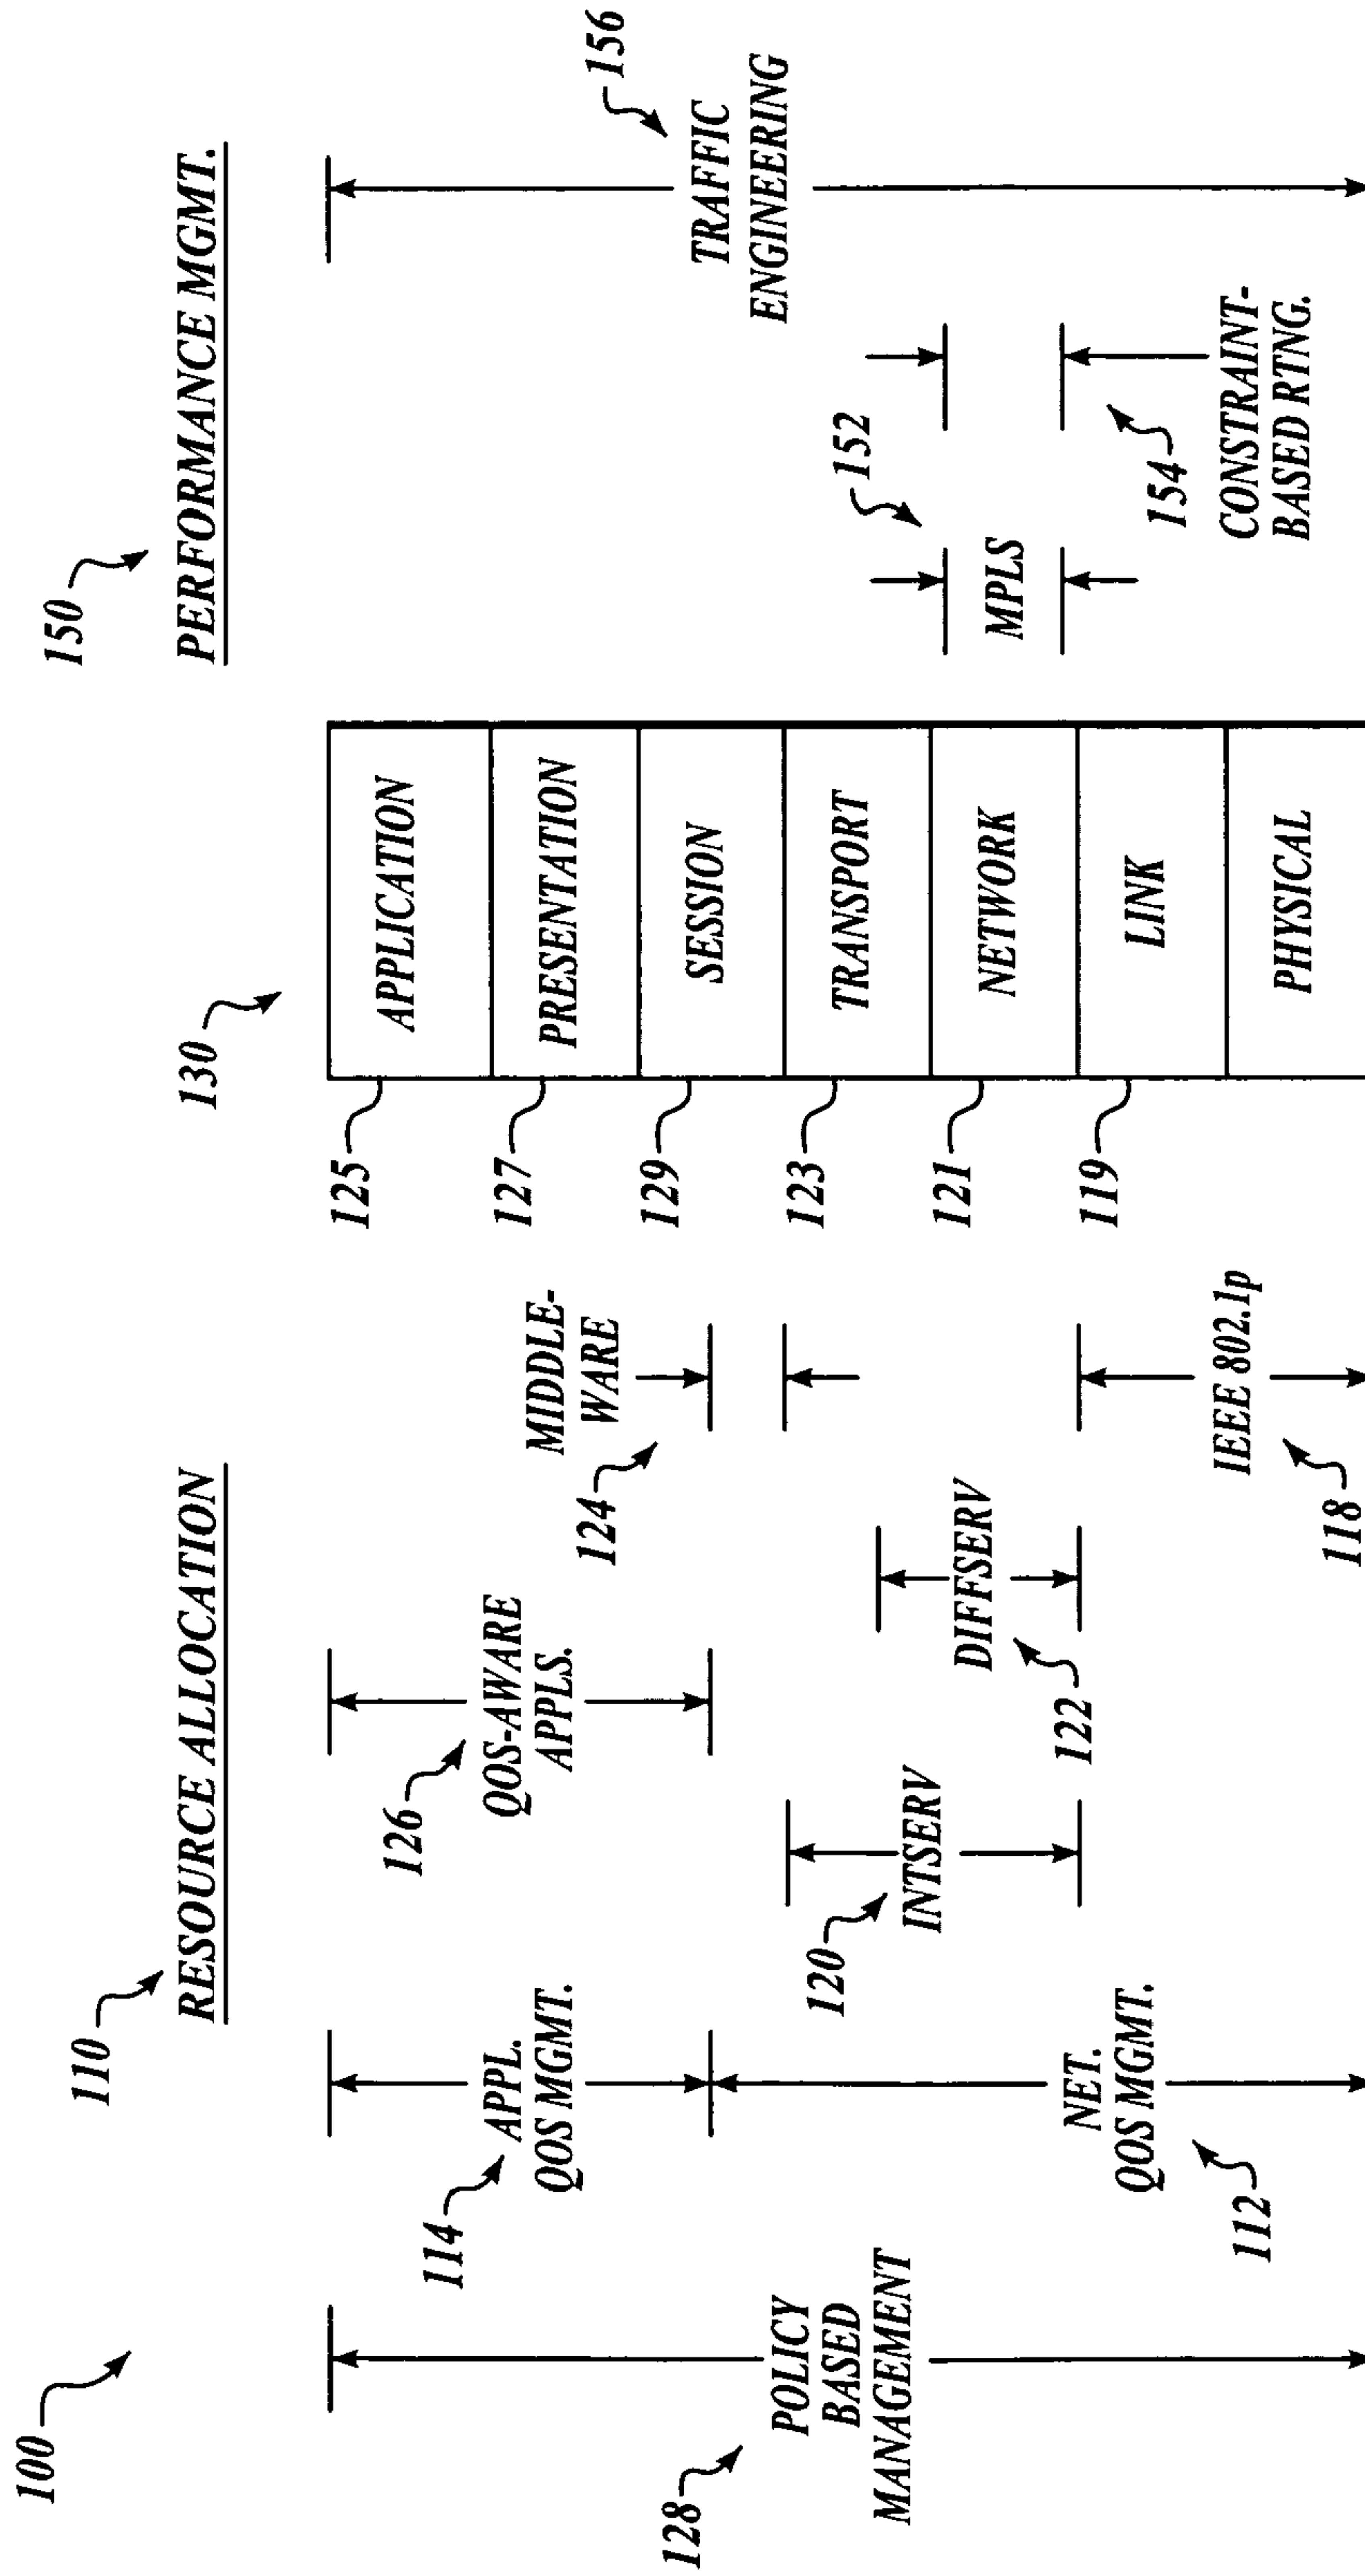 100
110
RESOURCE ALLOCATION
130
150
PERFORMANCE MGMT.
128
POLICY
BASED
MANAGEMENT
114
APPL.
QOS MGMT.
112
NET.
QOS MGMT.
126
QOS-AWARE
APPLS.
120
INTSERV
122
DIFFSERV
124
MIDDLE-
WARE
118
IEEE 802.1p
125
APPLICATION
127
PRESENTATION
129
SESSION
123
TRANSPORT
121
NETWORK
119
LINK
PHYSICAL
152
MPLS
154
CONSTRAINT-
BASED RTNG.
156
TRAFFIC
ENGINEERING